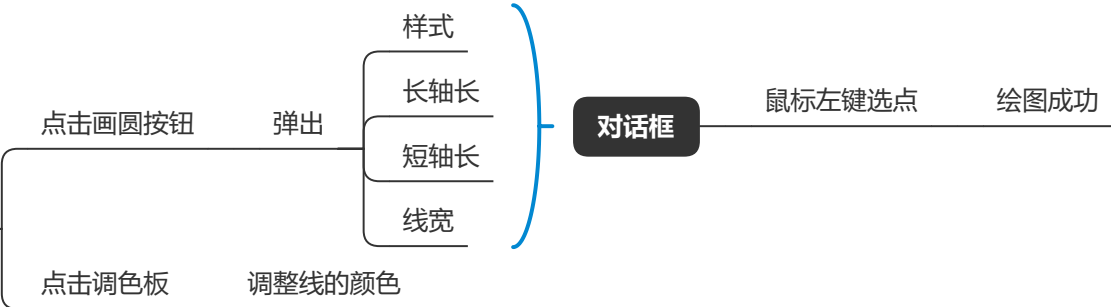 样式
长轴长
短轴长
线宽
点击画圆按钮
弹出
对话框
鼠标左键选点
绘图成功
点击调色板
调整线的颜色